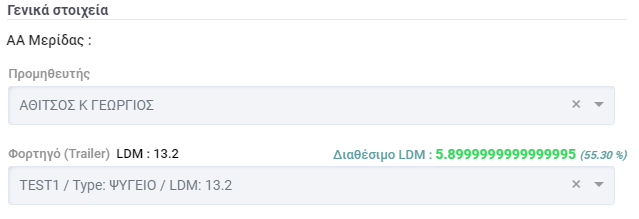 Γενικά στοιχεία
ΑΑ Μερίδας :
Προμηθευτής
ΑΘΙΤΣΟΣ Κ ΓΕΩΡΓΙΟΣ
Φορτηγό (Trailer) LDM : 13.2 Διαθέσιμο LDM : 5.8999999999999995 (55.30 %)
TEST1 / Type: ΨΥΓΕΙΟ / LDM: 13.2